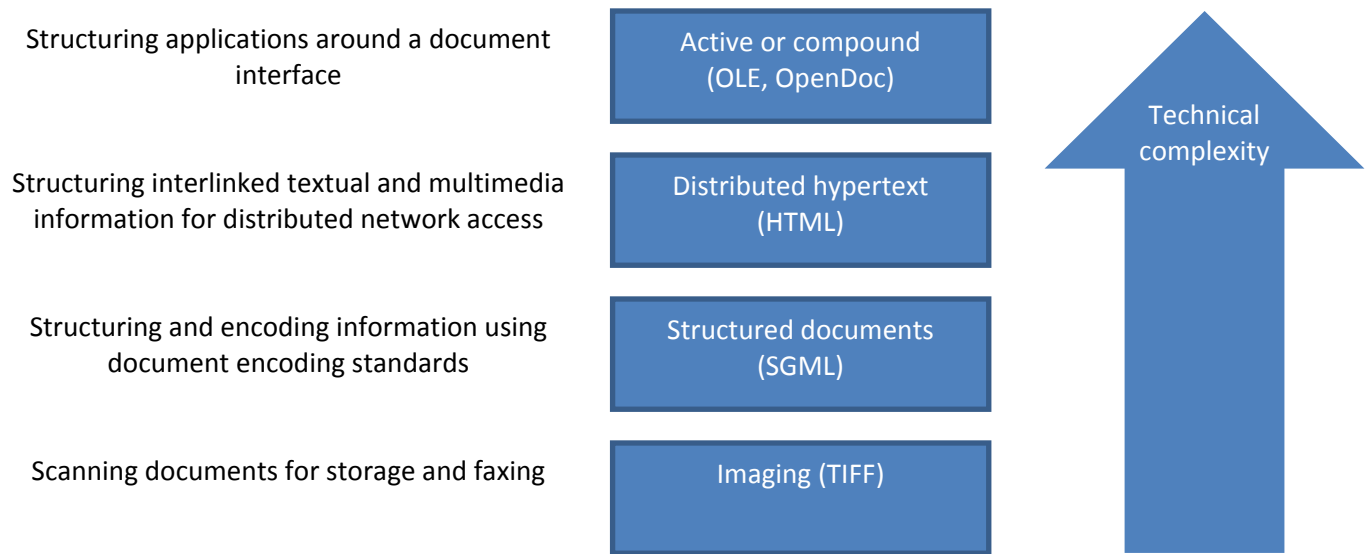 Structuring applications around a document
interface
Active or compound
(OLE, OpenDoc)
Technical
complexity
Structuring interlinked textual and multimedia
information for distributed network access
Distributed hypertext
(HTML)
Structuring and encoding information using
document encoding standards
Structured documents
(SGML)
Scanning documents for storage and faxing
Imaging (TIFF)